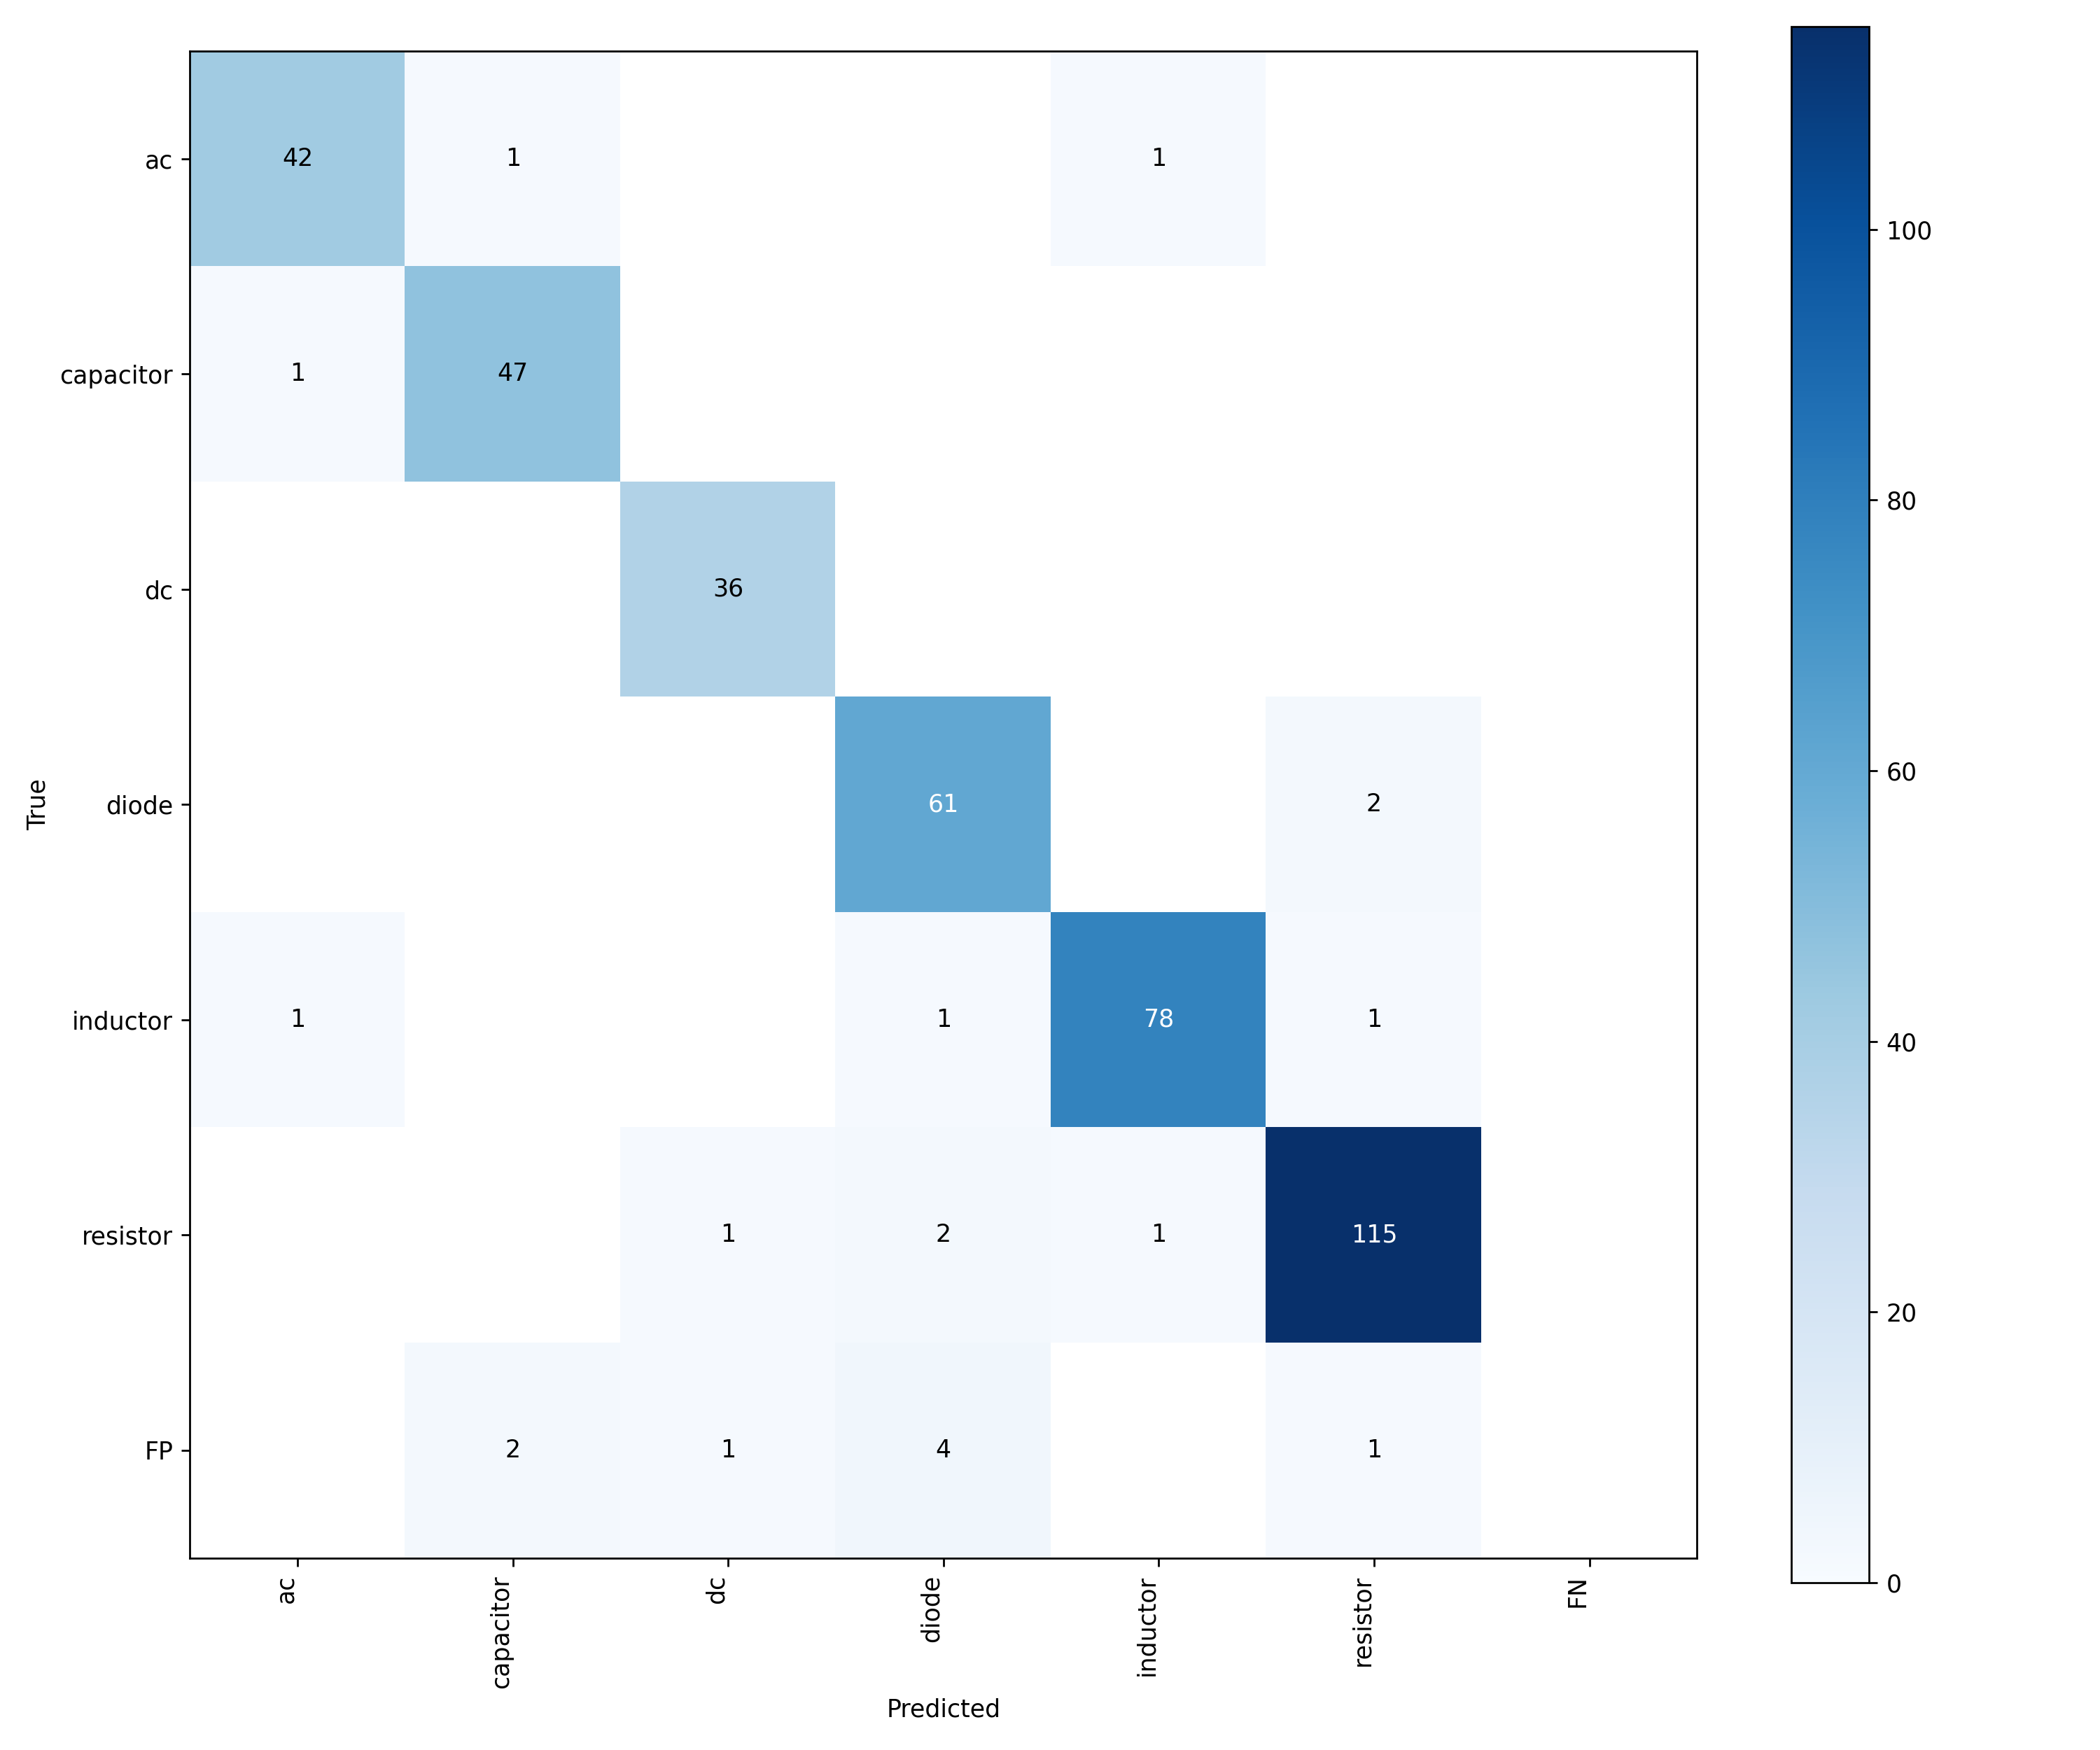 ac 42 1 1
capacitor 1 47
dc 36
diode 61 2
inductor 1 1 78 1
resistor 1 2 1 115
FP 2 1 4 1
ac capacitor dc diode inductor resistor FN
Predicted
True
100
80
60
40
20
0